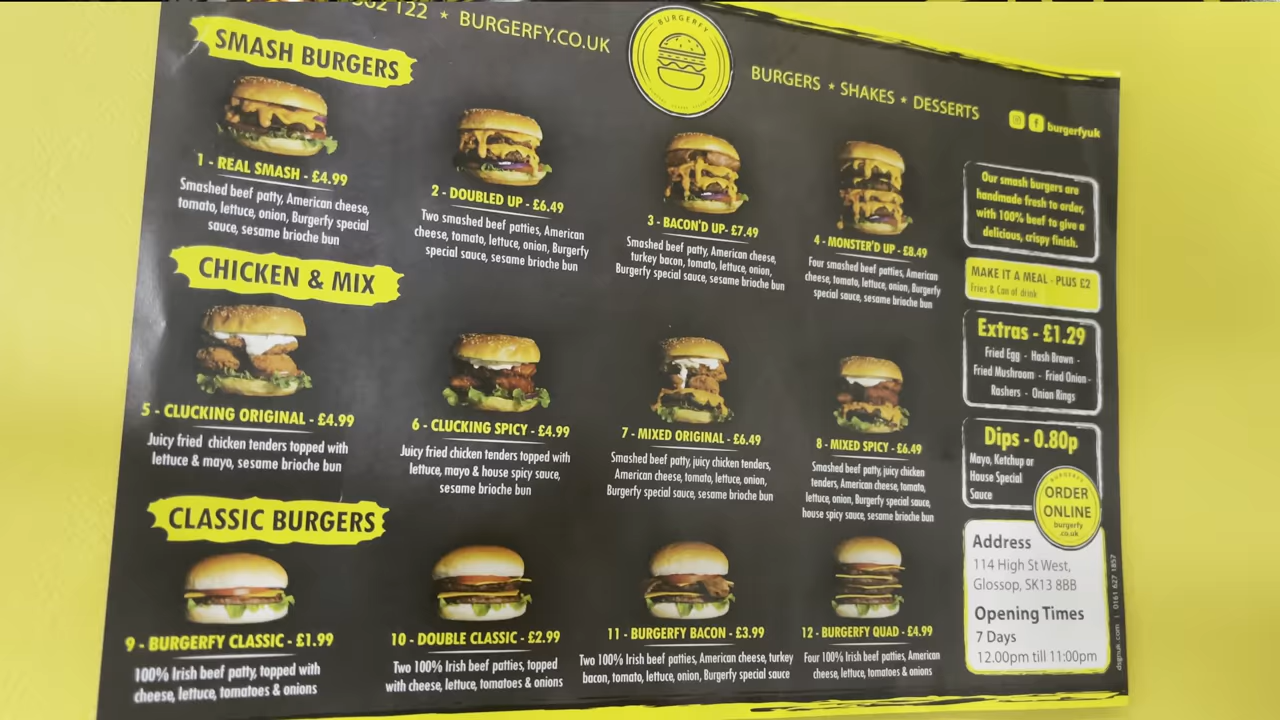 122 * BURGERFY.CO.UK
BURGERFY
BURGERS * SHAKES * DESSERTS
burgerfyuk
SMASH BURGERS
1 - REAL SMASH - £4.99
Smashed beef patty, American cheese,
tomato, lettuce, onion, Burgerfy special
sauce, sesame brioche bun
2 - DOUBLED UP - £6.49
Two smashed beef patties, American
cheese, tomato, lettuce, onion, Burgerfy
special sauce, sesame brioche bun
3 - BACON'D UP- £7.49
Smashed beef patty, American cheese,
turkey bacon, tomato, lettuce, onion,
Burgerfy special sauce, sesame brioche bun
4 - MONSTER'D UP - £8.49
Four smashed beef patties, American
cheese, tomato, lettuce, onion, Burgerfy
special sauce, sesame brioche bun
CHICKEN & MIX
5 - CLUCKING ORIGINAL - £4.99
Juicy fried chicken tenders topped with
lettuce & mayo, sesame brioche bun
6 - CLUCKING SPICY - £4.99
Juicy fried chicken tenders topped with
lettuce, mayo & house spicy sauce,
sesame brioche bun
7 - MIXED ORIGINAL - £6.49
Smashed beef patty, juicy chicken tenders,
American cheese, tomato, lettuce, onion,
Burgerfy special sauce, sesame brioche bun
8 - MIXED SPICY - £6.49
Smashed beef patty, juicy chicken
tenders, American cheese, tomato,
lettuce, onion, Burgerfy special sauce,
house spicy sauce, sesame brioche bun
CLASSIC BURGERS
9 - BURGERFY CLASSIC - £1.99
100% Irish beef patty, topped with
cheese, lettuce, tomatoes & onions
10 - DOUBLE CLASSIC - £2.99
Two 100% Irish beef patties, topped
with cheese, lettuce, tomatoes & onions
11 - BURGERFY BACON - £3.99
Two 100% Irish beef patties, American cheese, turkey
bacon, tomato, lettuce, onion, Burgerfy special sauce
12 - BURGERFY QUAD - £4.99
Four 100% Irish beef patties, American
cheese, lettuce, tomatoes & onions
Our smash burgers are
handmade fresh to order,
with 100% beef to give a
delicious, crispy finish.
MAKE IT A MEAL - PLUS £2
Fries & Can of drink
Extras - £1.29
Fried Egg - Hash Brown -
Fried Mushroom - Fried Onion-
Rashers - Onion Rings
Dips - 0.80p
Mayo, Ketchup or
House Special
Sauce
BURGERFY
ORDER
ONLINE
burgerfy
.co.uk
Address
114 High St West,
Glossop, SK13 8BB
Opening Times
7 Days
12.00pm till 11:00pm
0161 627 1857